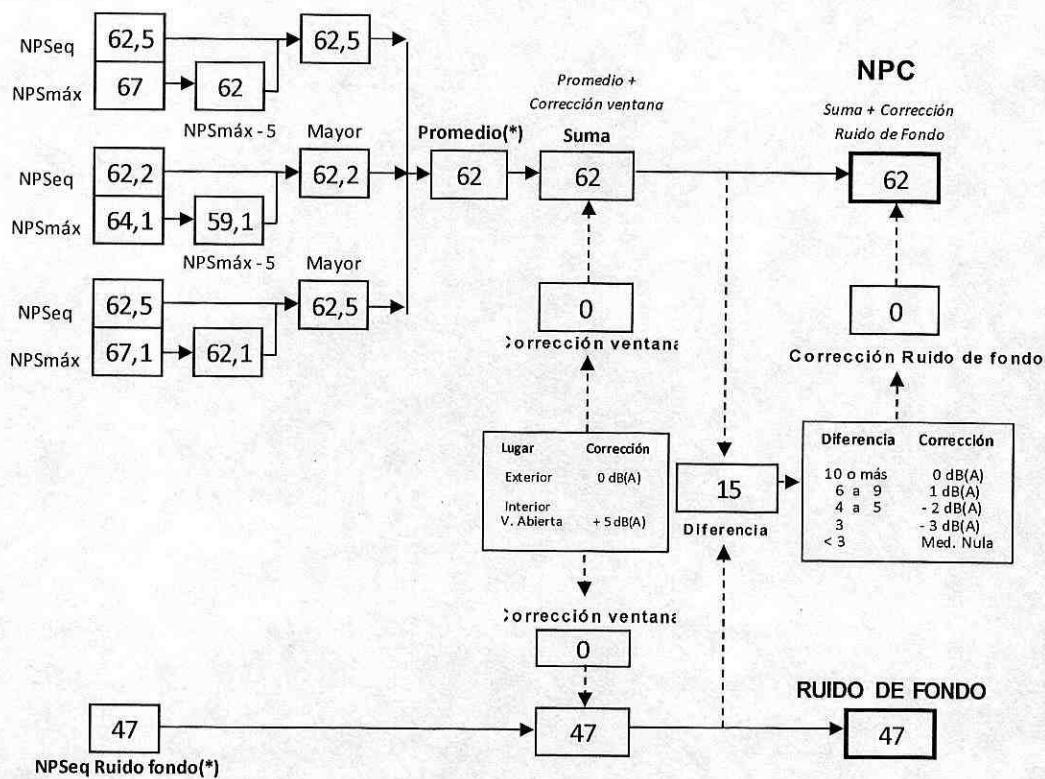 NPSeq 62,5 62,5
NPSmáx 67 62
NPSmáx - 5 Mayor
NPSeq 62,2 62,2
NPSmáx 64,1 59,1
NPSmáx - 5 Mayor
NPSeq 62,5 62,5
NPSmáx 67,1 62,1
Promedio(*)
62
Promedio +
Corrección ventana
Suma
62
0
Corrección ventana
NPC
Suma + Corrección
Ruido de Fondo
62
0
Corrección Ruido de fondo
Lugar Corrección
Exterior 0 dB(A)
Interior
V. Abierta + 5 dB(A)
15
Diferencia
Diferencia Corrección
10 o más 0 dB(A)
6 a 9 1 dB(A)
4 a 5 - 2 dB(A)
3 - 3 dB(A)
< 3 Med. Nula
Corrección ventana
0
47
NPSeq Ruido fondo(*)
47
RUIDO DE FONDO
47